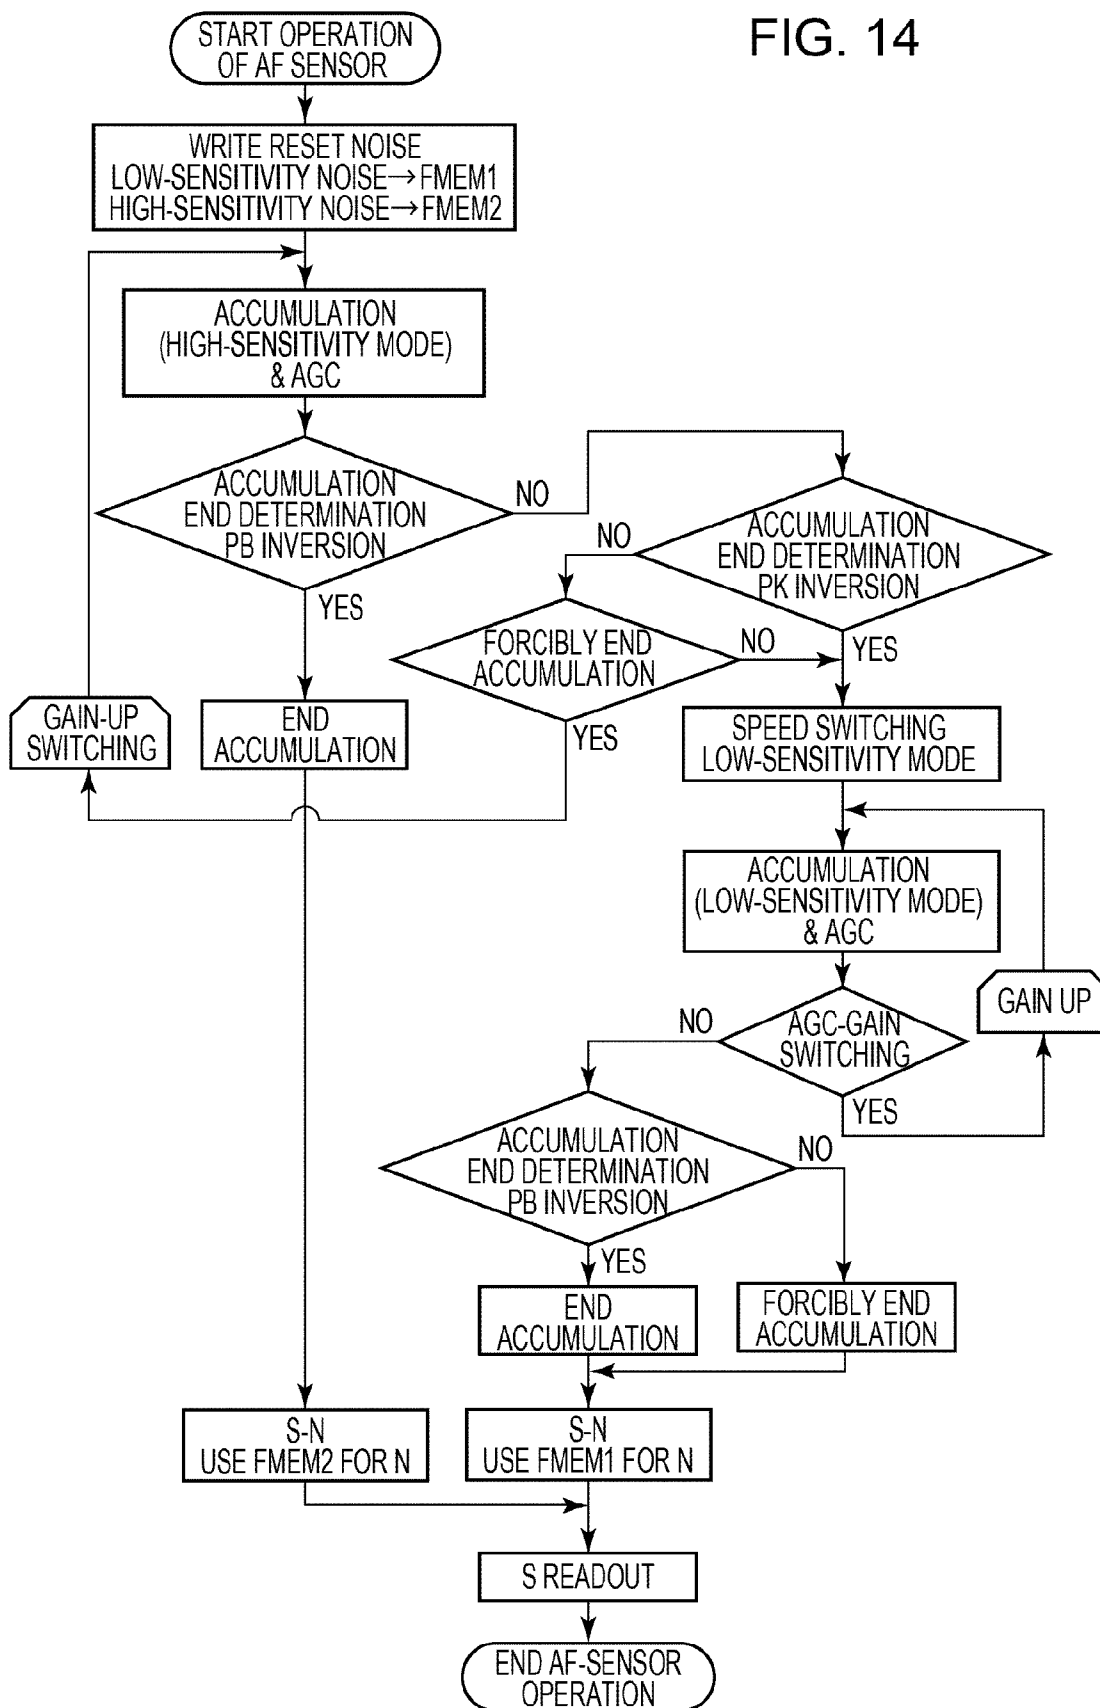 FIG. 14
START OPERATION
OF AF SENSOR
WRITE RESET NOISE
LOW-SENSITIVITY NOISE→FMEM1
HIGH-SENSITIVITY NOISE→FMEM2
ACCUMULATION
(HIGH-SENSITIVITY MODE)
& AGC
ACCUMULATION
END DETERMINATION
PB INVERSION
NO
YES
ACCUMULATION
END DETERMINATION
PK INVERSION
NO
YES
FORCIBLY END
ACCUMULATION
NO
YES
GAIN-UP
SWITCHING
END
ACCUMULATION
SPEED SWITCHING
LOW-SENSITIVITY MODE
ACCUMULATION
(LOW-SENSITIVITY MODE)
& AGC
GAIN UP
AGC-GAIN
SWITCHING
NO
YES
ACCUMULATION
END DETERMINATION
PB INVERSION
NO
YES
END
ACCUMULATION
FORCIBLY END
ACCUMULATION
S-N
USE FMEM2 FOR N
S-N
USE FMEM1 FOR N
S READOUT
END AF-SENSOR
OPERATION